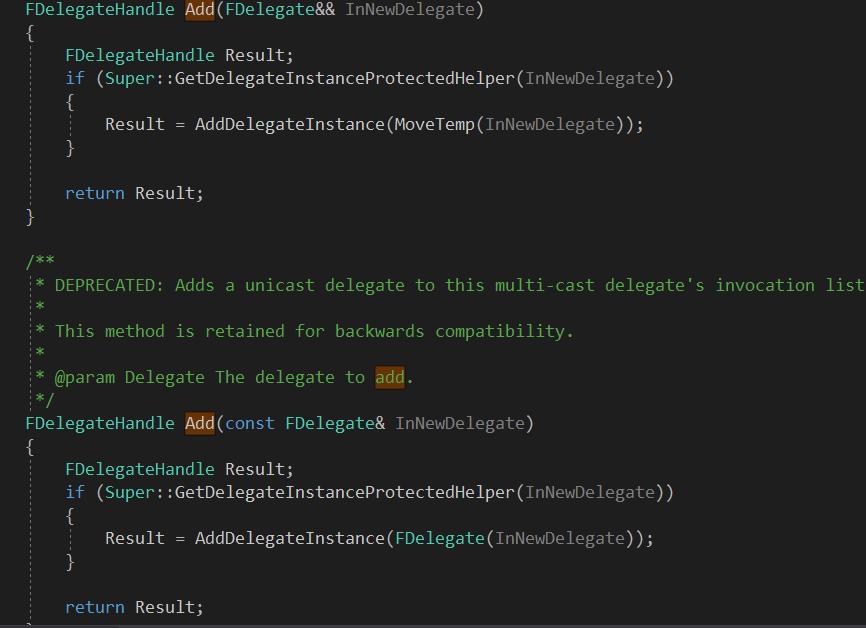 FDelegateHandle Add(FDelegate&& InNewDelegate)
{
    FDelegateHandle Result;
    if (Super::GetDelegateInstanceProtectedHelper(InNewDelegate))
    {
        Result = AddDelegateInstance(MoveTemp(InNewDelegate));
    }

    return Result;
}

/**
 * DEPRECATED: Adds a unicast delegate to this multi-cast delegate's invocation list
 *
 * This method is retained for backwards compatibility.
 *
 * @param Delegate The delegate to add.
 */
FDelegateHandle Add(const FDelegate& InNewDelegate)
{
    FDelegateHandle Result;
    if (Super::GetDelegateInstanceProtectedHelper(InNewDelegate))
    {
        Result = AddDelegateInstance(FDelegate(InNewDelegate));
    }

    return Result;